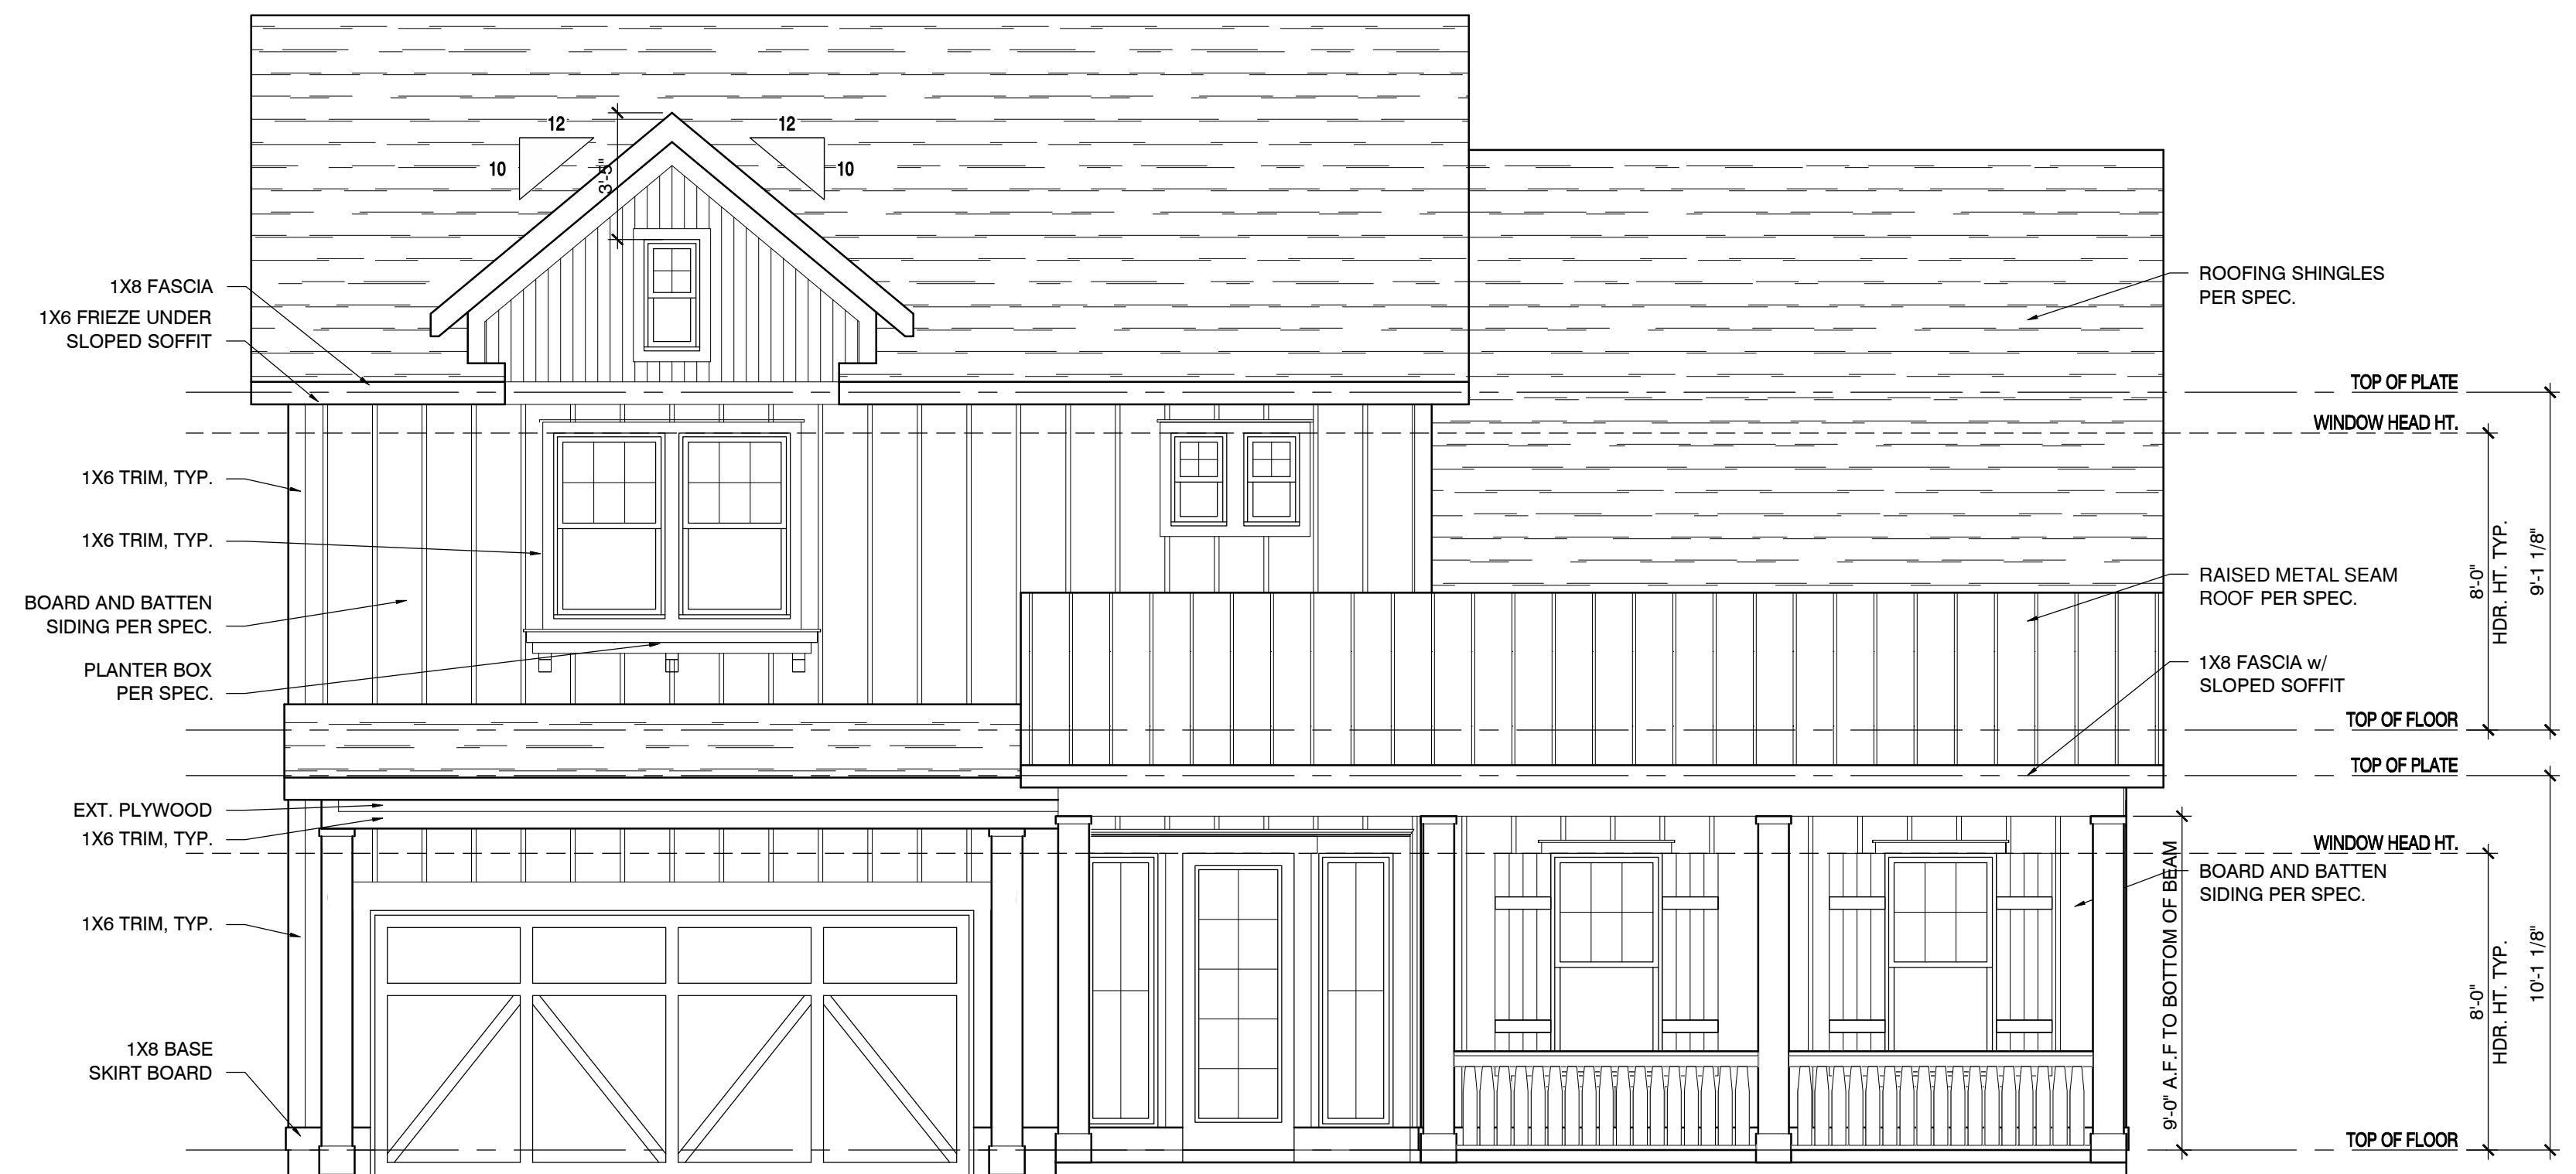 12
12
10
3'-5"
10
1X8 FASCIA
1X6 FRIEZE UNDER
SLOPED SOFFIT
1X6 TRIM, TYP.
1X6 TRIM, TYP.
BOARD AND BATTEN
SIDING PER SPEC.
PLANTER BOX
PER SPEC.
EXT. PLYWOOD
1X6 TRIM, TYP.
1X6 TRIM, TYP.
1X8 BASE
SKIRT BOARD
ROOFING SHINGLES
PER SPEC.
TOP OF PLATE
WINDOW HEAD HT.
8'-0"
HDR. HT. TYP.
9'-1 1/8"
RAISED METAL SEAM
ROOF PER SPEC.
1X8 FASCIA w/
SLOPED SOFFIT
TOP OF FLOOR
TOP OF PLATE
WINDOW HEAD HT.
BOARD AND BATTEN
SIDING PER SPEC.
9'-0" A.F.F TO BOTTOM OF BEAM
8'-0"
HDR. HT. TYP.
10'-1 1/8"
TOP OF FLOOR